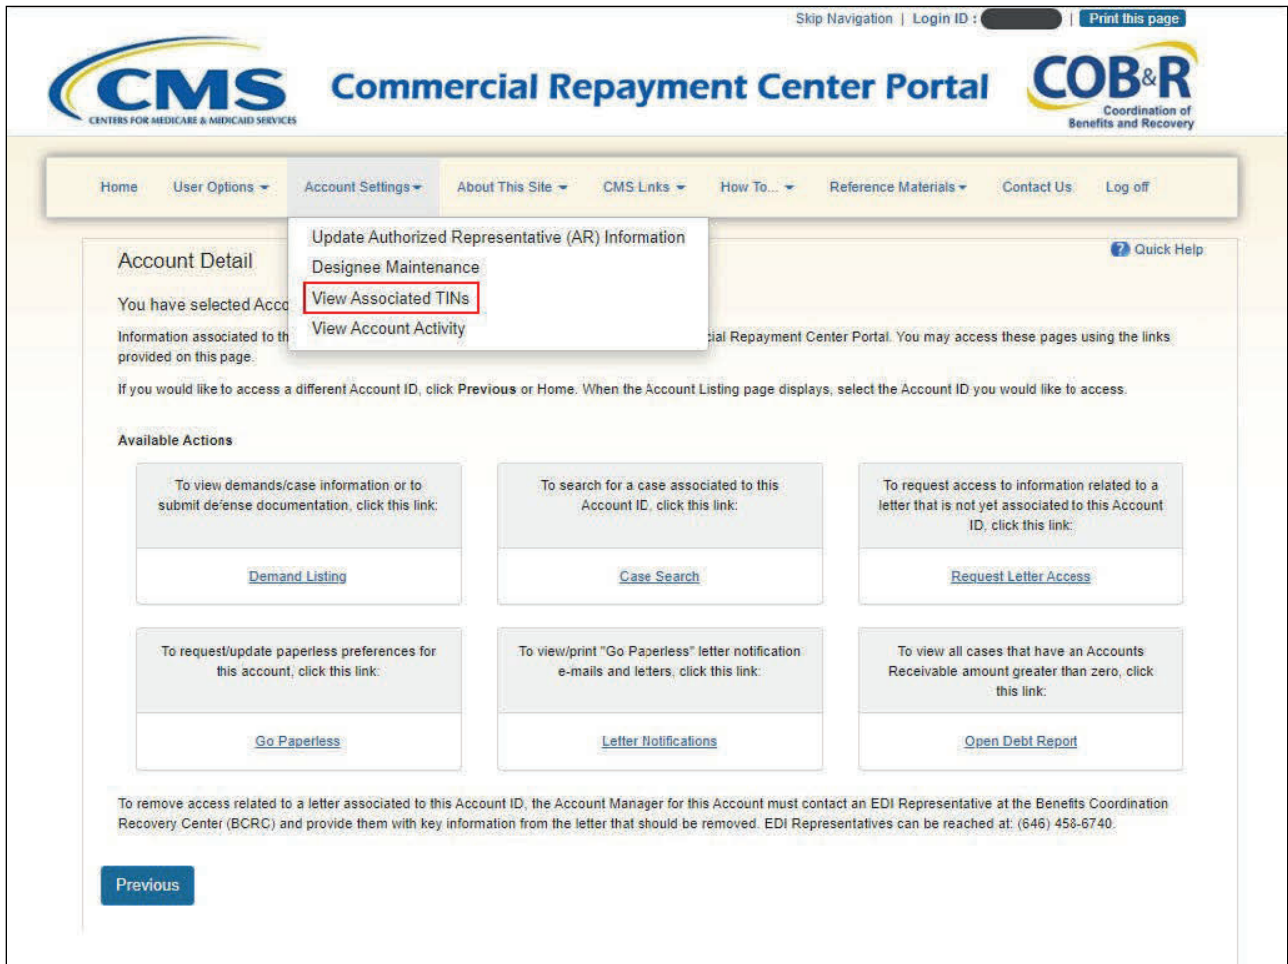 Skip Navigation | Login ID : | Print this page
CMS
CENTERS FOR MEDICARE & MEDICAID SERVICES
Commercial Repayment Center Portal
COB&R
Coordination of
Benefits and Recovery
Home User Options Account Settings About This Site CMS Links How To... Reference Materials Contact Us Log off
Update Authorized Representative (AR) Information
Designee Maintenance
View Associated TINs
View Account Activity
Quick Help
Account Detail
You have selected Acco
Information associated to th cial Repayment Center Portal. You may access these pages using the links
provided on this page.
If you would like to access a different Account ID, click Previous or Home. When the Account Listing page displays, select the Account ID you would like to access.
Available Actions
To view demands/case information or to
submit defense documentation, click this link:
Demand Listing
To search for a case associated to this
Account ID, click this link:
Case Search
To request access to information related to a
letter that is not yet associated to this Account
ID, click this link:
Request Letter Access
To request/update paperless preferences for
this account, click this link:
Go Paperless
To view/print "Go Paperless" letter notification
e-mails and letters, click this link:
Letter Notifications
To view all cases that have an Accounts
Receivable amount greater than zero, click
this link:
Open Debt Report
To remove access related to a letter associated to this Account ID, the Account Manager for this Account must contact an EDI Representative at the Benefits Coordination
Recovery Center (BCRC) and provide them with key information from the letter that should be removed. EDI Representatives can be reached at: (646) 458-6740.
Previous